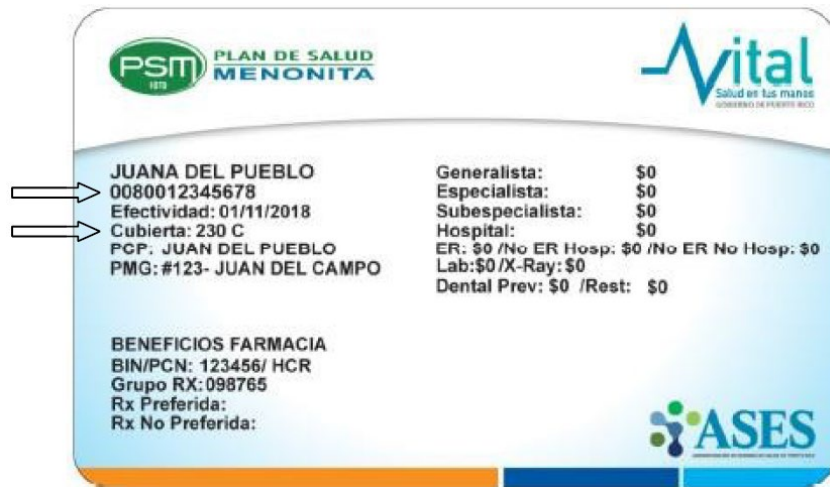 PSM
1973
PLAN DE SALUD
MENONITA
Vital
Salud en tus manos
GOBIERNO DE PUERTO RICO
JUANA DEL PUEBLO
0080012345678
Efectividad: 01/11/2018
Cubierta: 230 C
PCP: JUAN DEL PUEBLO
PMG: #123- JUAN DEL CAMPO
Generalista: $0
Especialista: $0
Subespecialista: $0
Hospital: $0
ER: $0 /No ER Hosp: $0 /No ER No Hosp: $0
Lab:$0 /X-Ray: $0
Dental Prev: $0 /Rest: $0
BENEFICIOS FARMACIA
BIN/PCN: 123456/ HCR
Grupo RX: 098765
Rx Preferida:
Rx No Preferida:
ASES